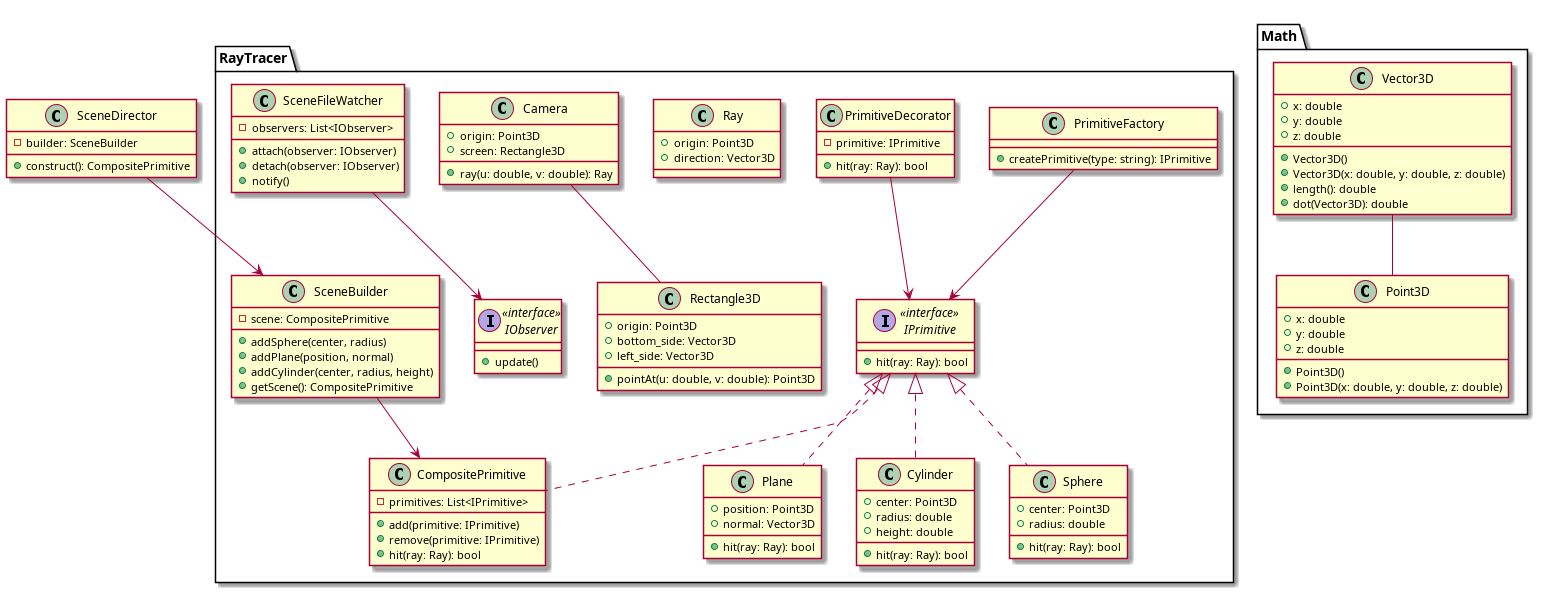 RayTracer
Math
C SceneDirector
builder: SceneBuilder
construct(): CompositePrimitive
C SceneFileWatcher
observers: List<IObserver>
attach(observer: IObserver)
detach(observer: IObserver)
notify()
C Camera
origin: Point3D
screen: Rectangle3D
ray(u: double, v: double): Ray
C Ray
origin: Point3D
direction: Vector3D
C PrimitiveDecorator
primitive: IPrimitive
hit(ray: Ray): bool
C PrimitiveFactory
createPrimitive(type: string): IPrimitive
C Vector3D
x: double
y: double
z: double
Vector3D()
Vector3D(x: double, y: double, z: double)
length(): double
dot(Vector3D): double
C SceneBuilder
scene: CompositePrimitive
addSphere(center, radius)
addPlane(position, normal)
addCylinder(center, radius, height)
getScene(): CompositePrimitive
«interface»
I IObserver
update()
C Rectangle3D
origin: Point3D
bottom_side: Vector3D
left_side: Vector3D
pointAt(u: double, v: double): Point3D
«interface»
I IPrimitive
hit(ray: Ray): bool
C Point3D
x: double
y: double
z: double
Point3D()
Point3D(x: double, y: double, z: double)
C CompositePrimitive
primitives: List<IPrimitive>
add(primitive: IPrimitive)
remove(primitive: IPrimitive)
hit(ray: Ray): bool
C Plane
position: Point3D
normal: Vector3D
hit(ray: Ray): bool
C Cylinder
center: Point3D
radius: double
height: double
hit(ray: Ray): bool
C Sphere
center: Point3D
radius: double
hit(ray: Ray): bool